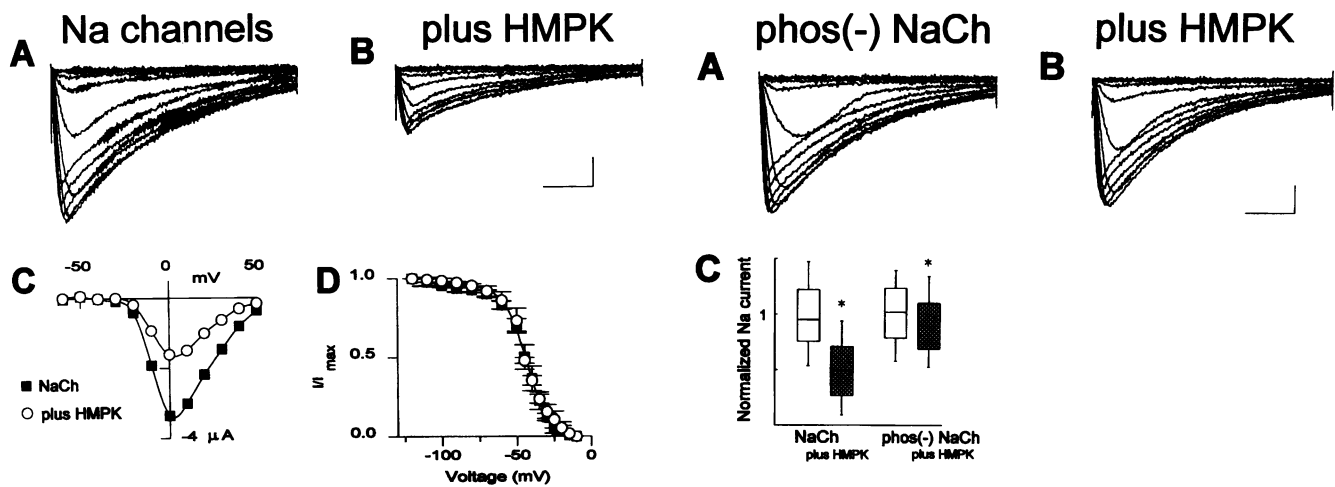 A Na channels
B plus HMPK
A phos(-) NaCh
B plus HMPK
C
-50 0 50
mV
NaCh
plus HMPK
-4 μA
D
1.0
0.5
0.0
I/I max
-100 -50 0
Voltage (mV)
C
Normalized Na current
1
*
*
NaCh
plus HMPK
phos(-) NaCh
plus HMPK